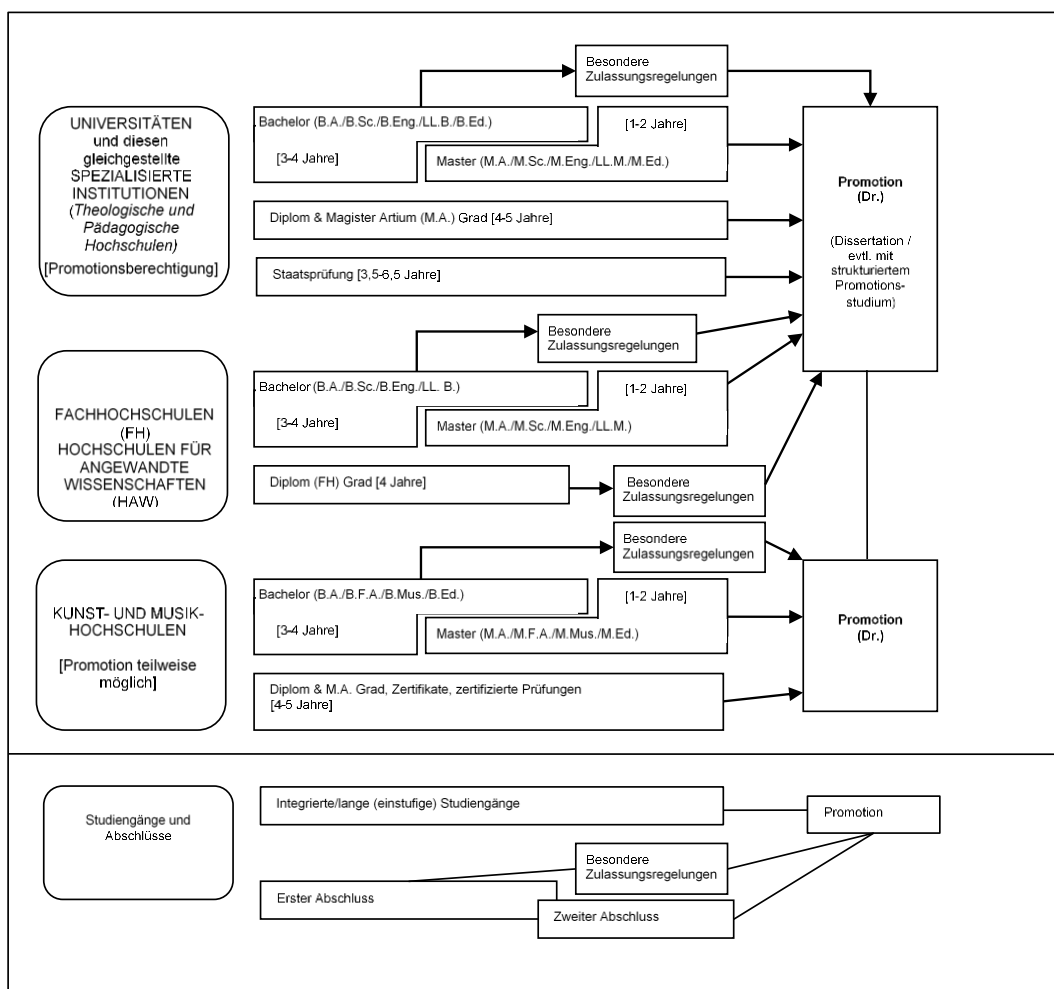 Besondere
Zulassungsregelungen
UNIVERSITÄTEN
und diesen
gleichgestellte
SPEZIALISIERTE
INSTITUTIONEN
(Theologische und
Pädagogische
Hochschulen)
[Promotionsberechtigung]
Bachelor (B.A./B.Sc./B.Eng./LL.B./B.Ed.)
[1-2 Jahre]
[3-4 Jahre]
Master (M.A./M.Sc./M.Eng./LL.M./M.Ed.)
Diplom & Magister Artium (M.A.) Grad [4-5 Jahre]
Staatsprüfung [3,5-6,5 Jahre]
Promotion
(Dr.)
(Dissertation /
evtl. mit
strukturiertem
Promotions-
studium)
Besondere
Zulassungsregelungen
FACHHOCHSCHULEN
(FH)
HOCHSCHULEN FÜR
ANGEWANDTE
WISSENSCHAFTEN
(HAW)
Bachelor (B.A./B.Sc./B.Eng./LL. B.)
[1-2 Jahre]
[3-4 Jahre]
Master (M.A./M.Sc./M.Eng./LL.M.)
Diplom (FH) Grad [4 Jahre]
Besondere
Zulassungsregelungen
Besondere
Zulassungsregelungen
KUNST- UND MUSIK-
HOCHSCHULEN
[Promotion teilweise
möglich]
Bachelor (B.A./B.F.A./B.Mus./B.Ed.)
[1-2 Jahre]
[3-4 Jahre]
Master (M.A./M.F.A./M.Mus./M.Ed.)
Diplom & M.A. Grad, Zertifikate, zertifizierte Prüfungen
[4-5 Jahre]
Promotion
(Dr.)
Studiengänge und
Abschlüsse
Integrierte/lange (einstufige) Studiengänge
Promotion
Besondere
Zulassungsregelungen
Erster Abschluss
Zweiter Abschluss